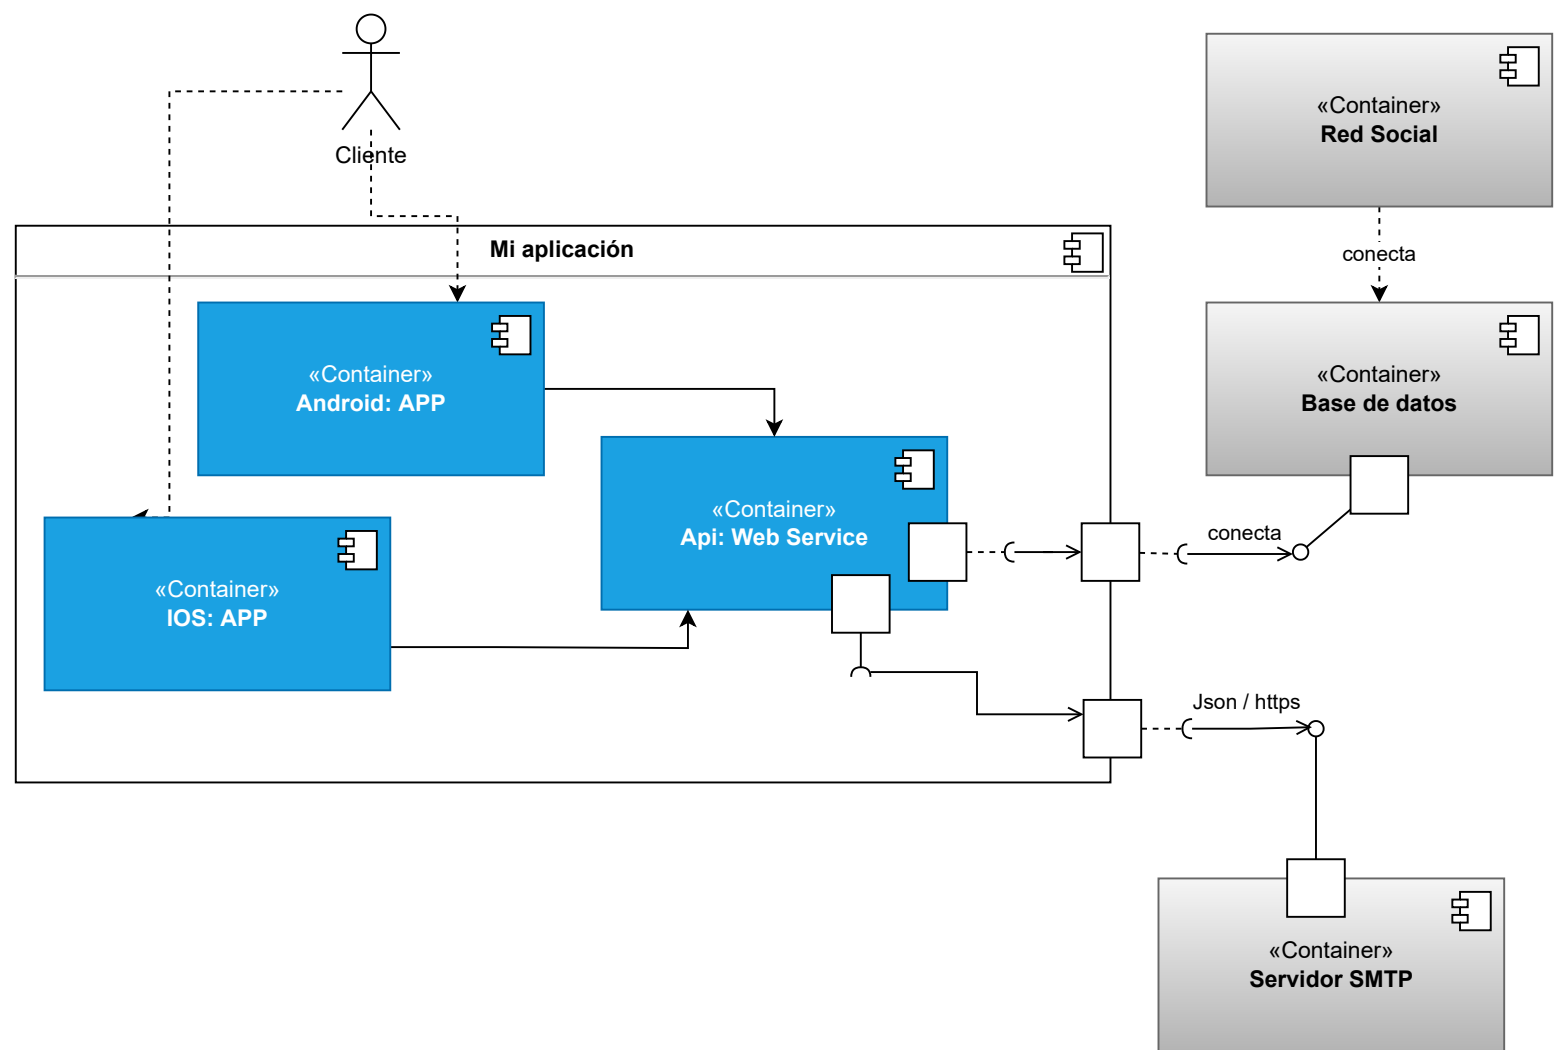 Cliente
«Container»
Red Social
Mi aplicación
conecta
«Container»
Android: APP
«Container»
Base de datos
«Container»
Api: Web Service
conecta
«Container»
IOS: APP
Json / https
«Container»
Servidor SMTP